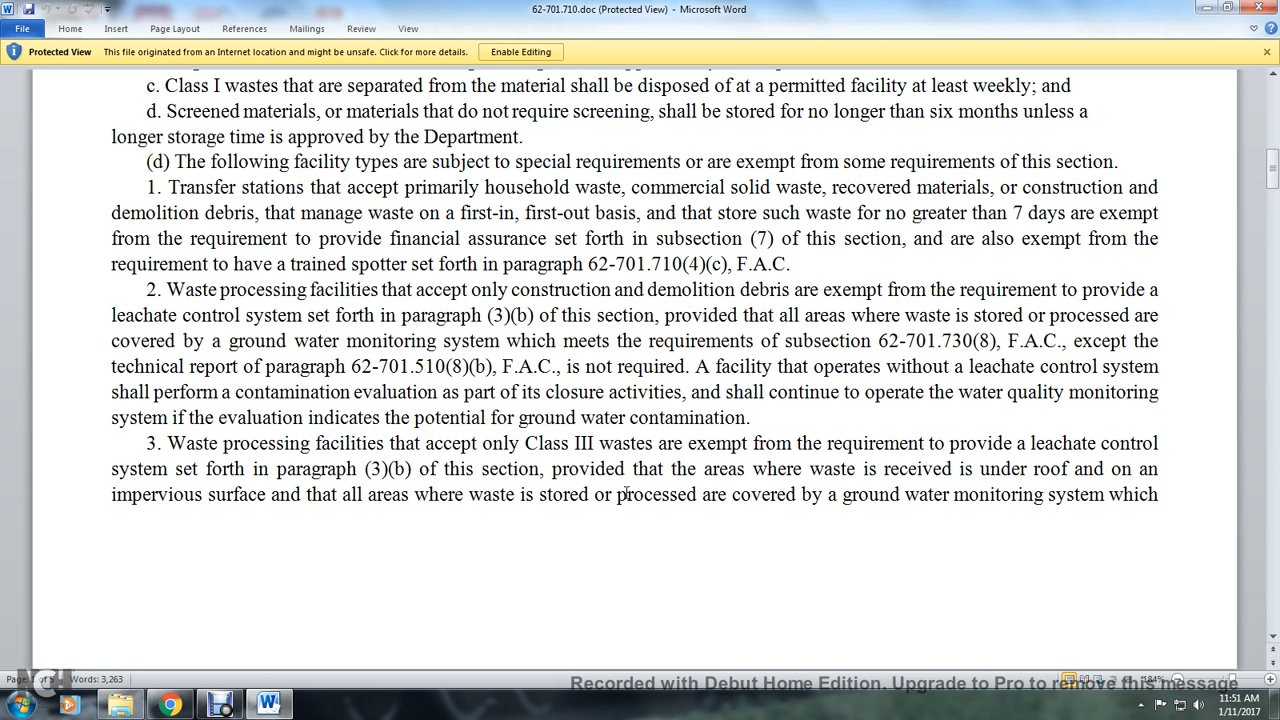 62-701.710.doc (Protected View) - Microsoft Word
File Home Insert Page Layout References Mailings Review View
Protected View This file originated from an Internet location and might be unsafe. Click for more details. Enable Editing
c. Class I wastes that are separated from the material shall be disposed of at a permitted facility at least weekly; and
d. Screened materials, or materials that do not require screening, shall be stored for no longer than six months unless a
longer storage time is approved by the Department.
(d) The following facility types are subject to special requirements or are exempt from some requirements of this section.
1. Transfer stations that accept primarily household waste, commercial solid waste, recovered materials, or construction and
demolition debris, that manage waste on a first-in, first-out basis, and that store such waste for no greater than 7 days are exempt
from the requirement to provide financial assurance set forth in subsection (7) of this section, and are also exempt from the
requirement to have a trained spotter set forth in paragraph 62-701.710(4)(c), F.A.C.
2. Waste processing facilities that accept only construction and demolition debris are exempt from the requirement to provide a
leachate control system set forth in paragraph (3)(b) of this section, provided that all areas where waste is stored or processed are
covered by a ground water monitoring system which meets the requirements of subsection 62-701.730(8), F.A.C., except the
technical report of paragraph 62-701.510(8)(b), F.A.C., is not required. A facility that operates without a leachate control system
shall perform a contamination evaluation as part of its closure activities, and shall continue to operate the water quality monitoring
system if the evaluation indicates the potential for ground water contamination.
3. Waste processing facilities that accept only Class III wastes are exempt from the requirement to provide a leachate control
system set forth in paragraph (3)(b) of this section, provided that the areas where waste is received is under roof and on an
impervious surface and that all areas where waste is stored or processed are covered by a ground water monitoring system which
Page: of Words: 3,263 184%
NCH
Recorded with Debut Home Edition. Upgrade to Pro to remove this message
11:51 AM
1/11/2017